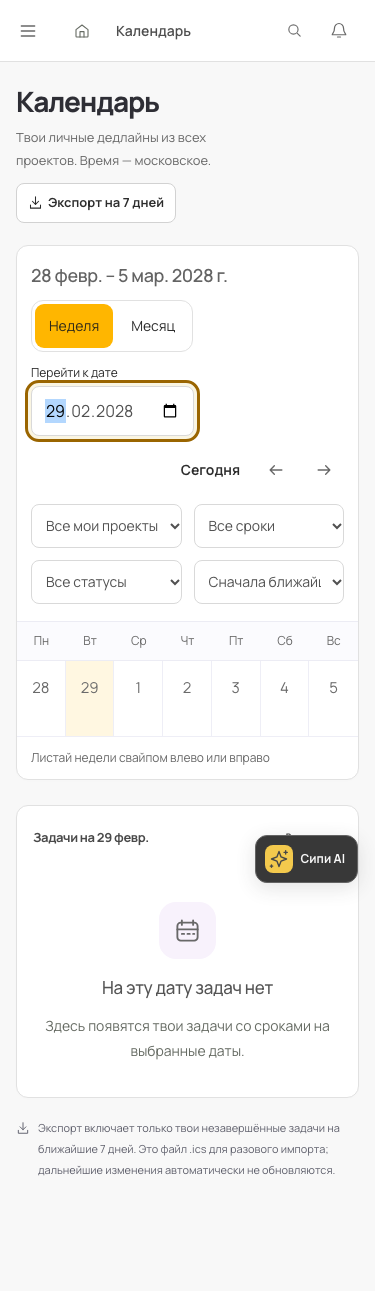 Календарь
Календарь
Твои личные дедлайны из всех
проектов. Время — московское.
Экспорт на 7 дней
28 февр. – 5 мар. 2028 г.
Неделя Месяц
Перейти к дате
29.02.2028
Сегодня
Все мои проекты Все сроки
Все статусы Сначала ближай
Пн Вт Ср Чт Пт Сб Вс
28 29 1 2 3 4 5
Листай недели свайпом влево или вправо
Задачи на 29 февр.
Сипи AI
На эту дату задач нет
Здесь появятся твои задачи со сроками на
выбранные даты.
Экспорт включает только твои незавершённые задачи на
ближайшие 7 дней. Это файл .ics для разового импорта;
дальнейшие изменения автоматически не обновляются.